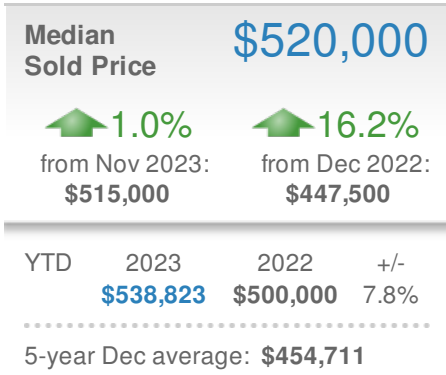 Median $520,000
Sold Price
1.0% 16.2%
from Nov 2023: from Dec 2022:
$515,000 $447,500
YTD 2023 2022 +/-
$538,823 $500,000 7.8%
5-year Dec average: $454,711